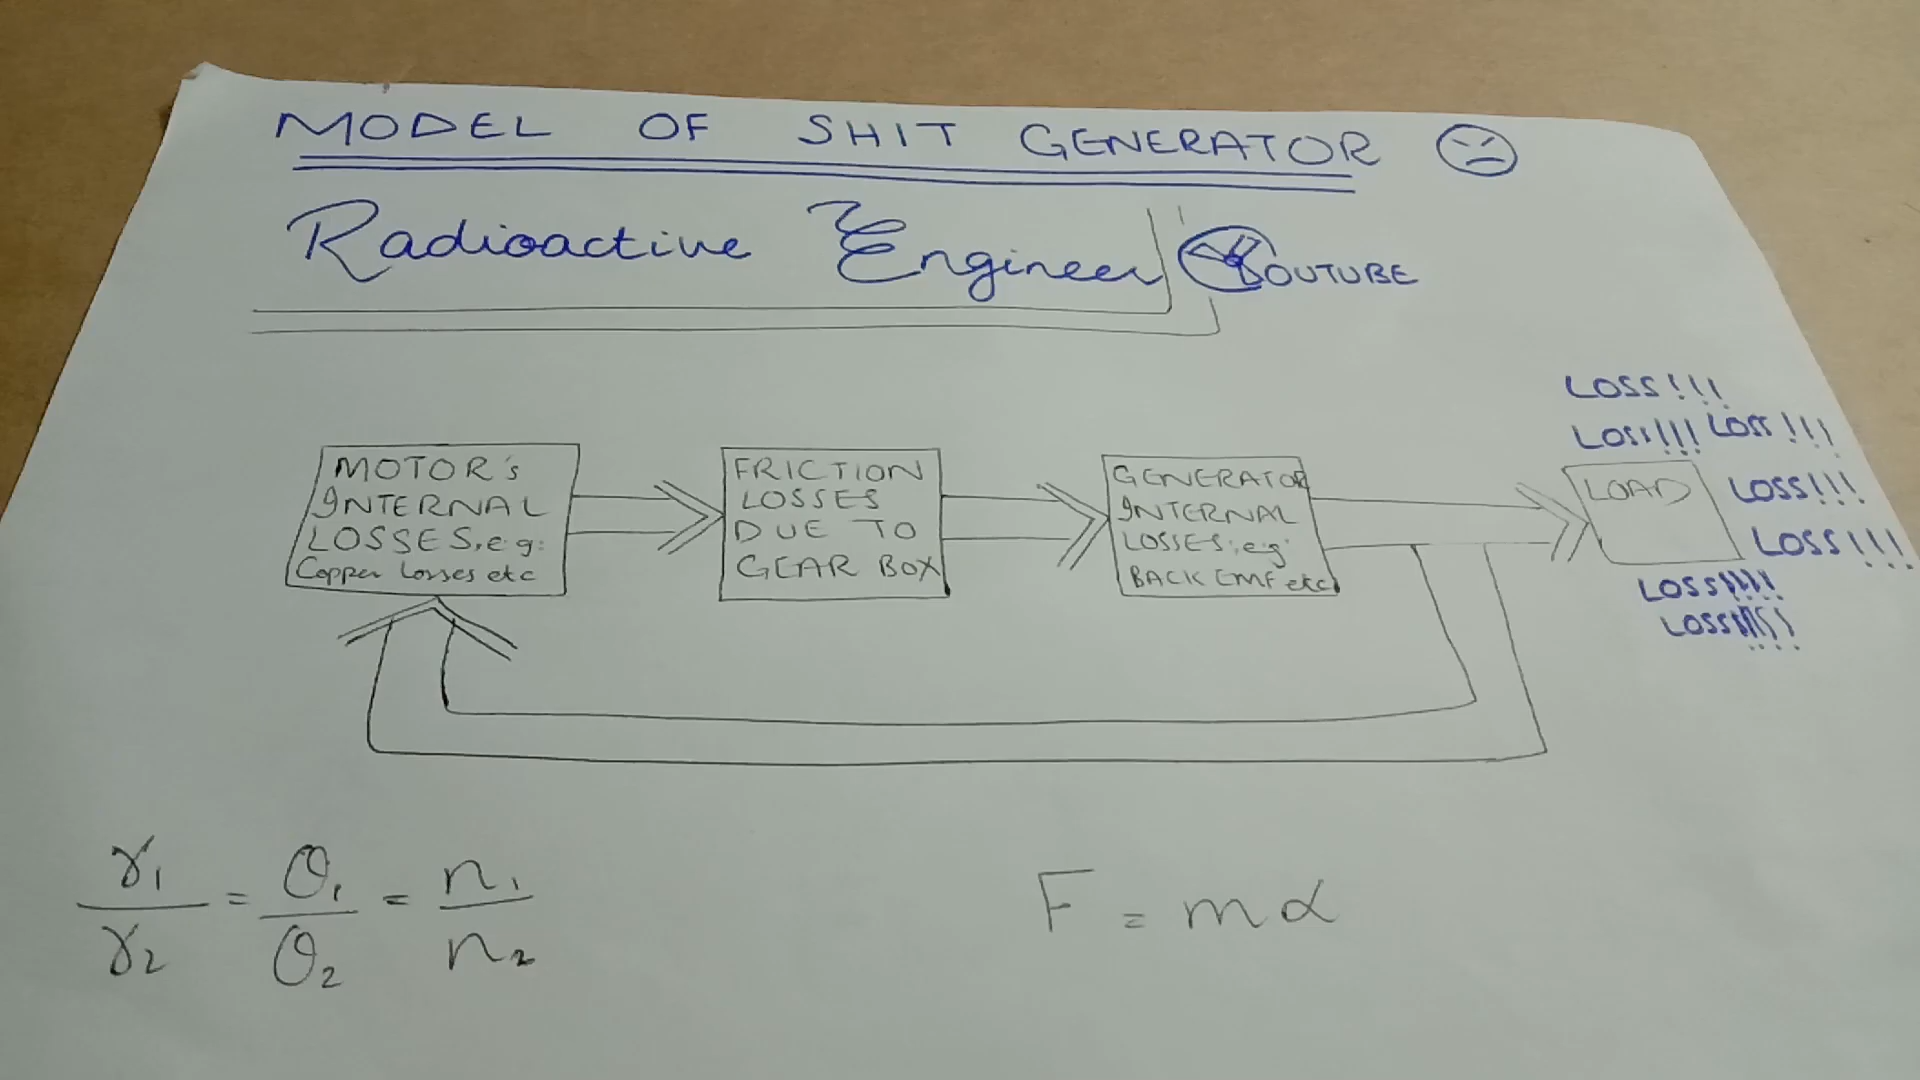 MODEL OF SHIT GENERATOR
Radioactive Engineer YOUTUBE
MOTOR'S
INTERNAL
LOSSES, e.g:
Copper losses etc
FRICTION
LOSSES
DUE TO
GEAR BOX
GENERATOR
INTERNAL
LOSSES, e.g
BACK EMF etc
LOSS!!!
LOSS!!! LOSS!!!
LOAD
LOSS!!!
LOSS!!!
LOSS!!!!
LOSS!!!!
γ1/γ2 = θ1/θ2 = n1/n2
F = mα